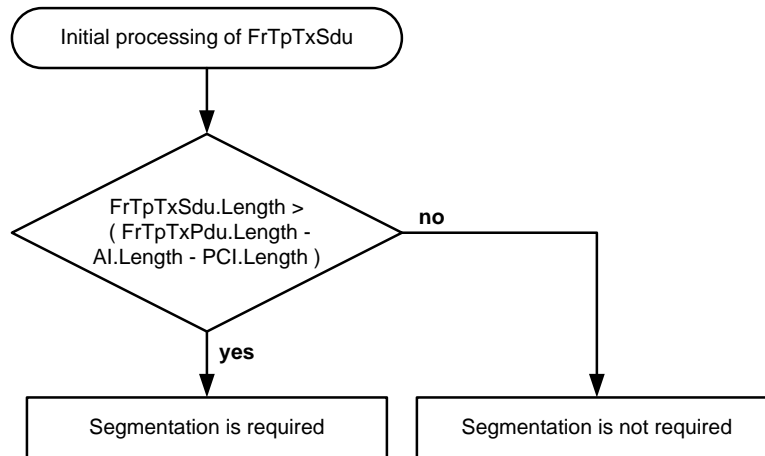 Initial processing of FrTpTxSdu
FrTpTxSdu.Length >
( FrTpTxPdu.Length -
AI.Length - PCI.Length )
no
yes
Segmentation is required
Segmentation is not required